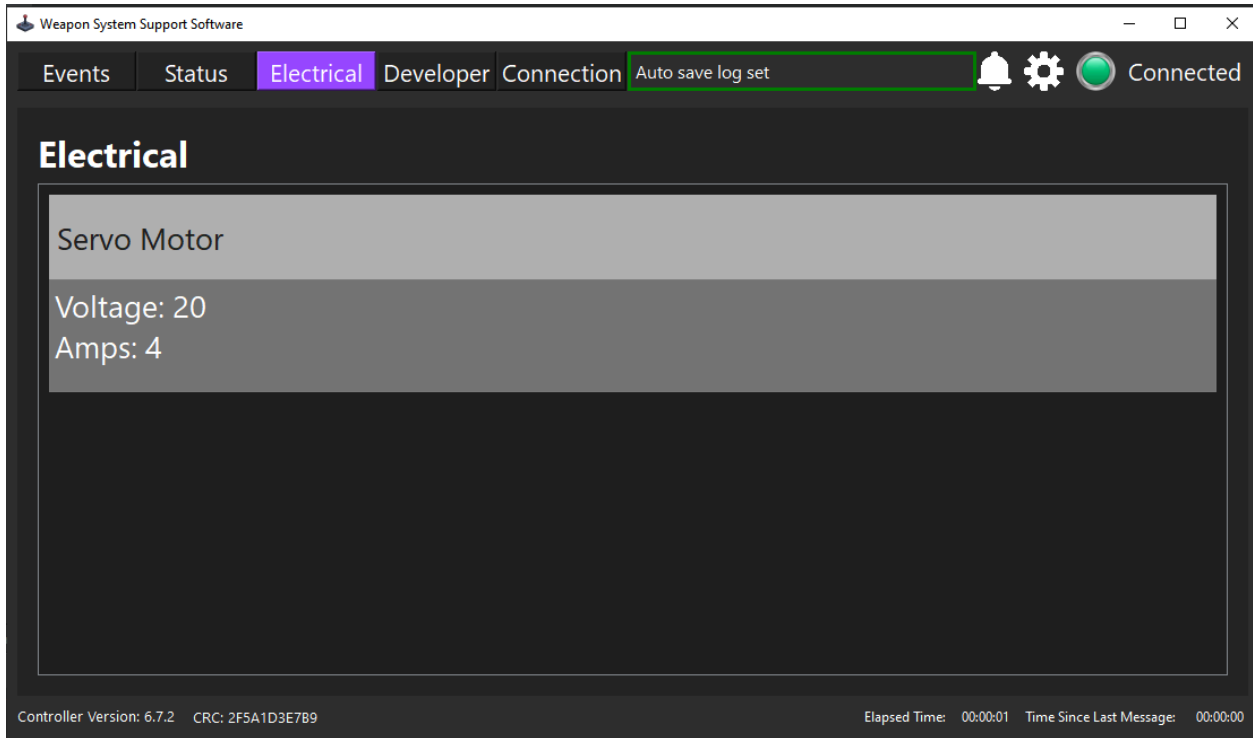 Weapon System Support Software
Events Status Electrical Developer Connection Auto save log set Connected
Electrical
Servo Motor
Voltage: 20
Amps: 4
Controller Version: 6.7.2 CRC: 2F5A1D3E7B9 Elapsed Time: 00:00:01 Time Since Last Message: 00:00:00